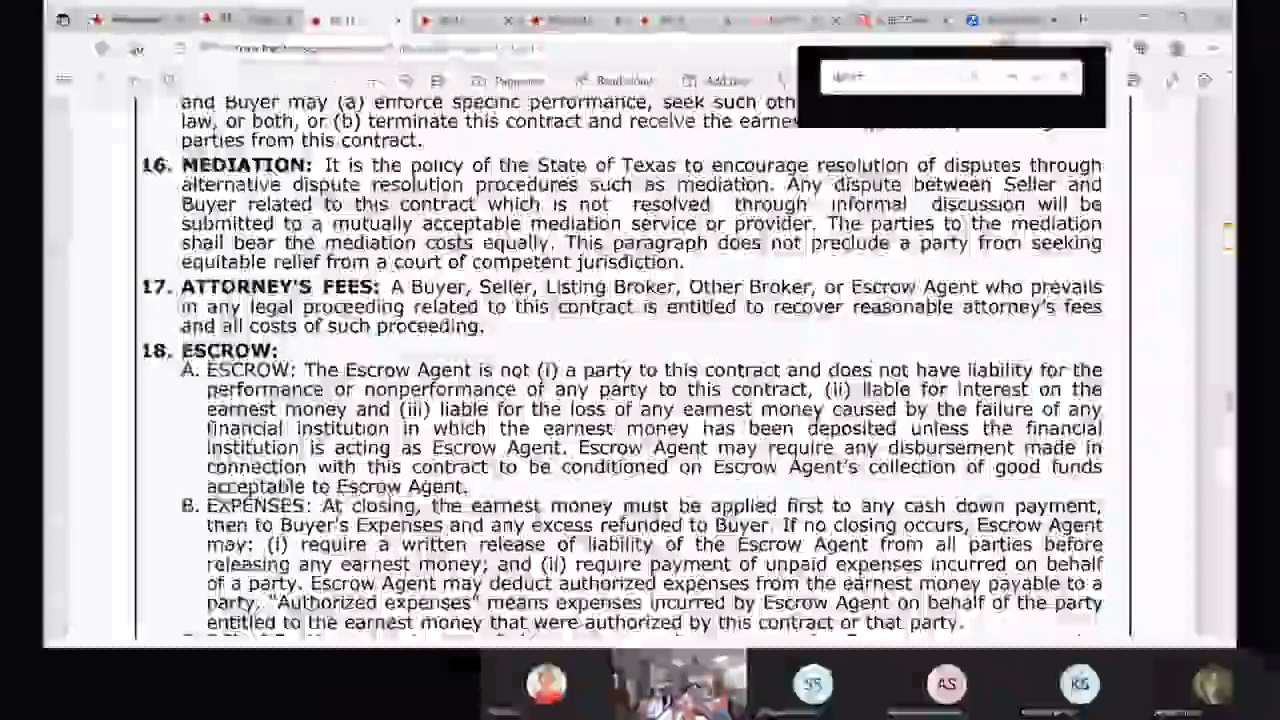 and Buyer may (a) enforce specific performance, seek such oth
law, or both, or (b) terminate this contract and receive the earnes
parties from this contract.
16. MEDIATION: It is the policy of the State of Texas to encourage resolution of disputes through
alternative dispute resolution procedures such as mediation. Any dispute between Seller and
Buyer related to this contract which is not resolved through informal discussion will be
submitted to a mutually acceptable mediation service or provider. The parties to the mediation
shall bear the mediation costs equally. This paragraph does not preclude a party from seeking
equitable relief from a court of competent jurisdiction.
17. ATTORNEY'S FEES: A Buyer, Seller, Listing Broker, Other Broker, or Escrow Agent who prevails
in any legal proceeding related to this contract is entitled to recover reasonable attorney's fees
and all costs of such proceeding.
18. ESCROW:
A. ESCROW: The Escrow Agent is not (i) a party to this contract and does not have liability for the
performance or nonperformance of any party to this contract, (ii) liable for interest on the
earnest money and (iii) liable for the loss of any earnest money caused by the failure of any
financial institution in which the earnest money has been deposited unless the financial
institution is acting as Escrow Agent. Escrow Agent may require any disbursement made in
connection with this contract to be conditioned on Escrow Agent's collection of good funds
acceptable to Escrow Agent.
B. EXPENSES: At closing, the earnest money must be applied first to any cash down payment,
then to Buyer's Expenses and any excess refunded to Buyer. If no closing occurs, Escrow Agent
may: (i) require a written release of liability of the Escrow Agent from all parties before
releasing any earnest money; and (ii) require payment of unpaid expenses incurred on behalf
of a party. Escrow Agent may deduct authorized expenses from the earnest money payable to a
party. "Authorized expenses" means expenses incurred by Escrow Agent on behalf of the party
entitled to the earnest money that were authorized by this contract or that party.
SS AS KG